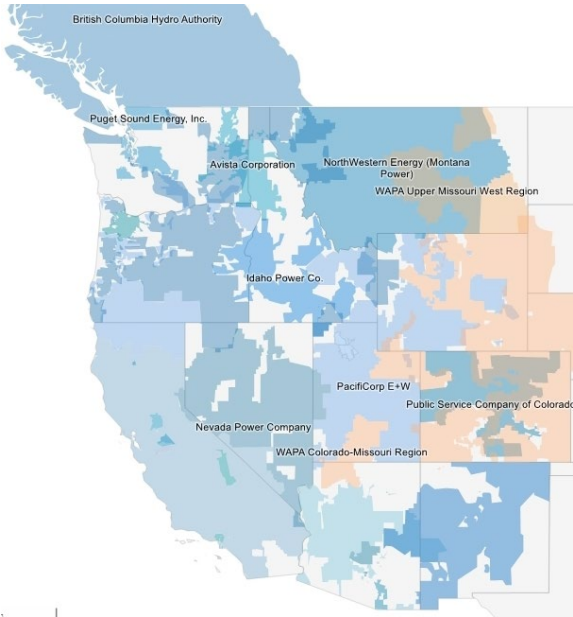 British Columbia Hydro Authority
Puget Sound Energy, Inc.
Avista Corporation
NorthWestern Energy (Montana
Power)
WAPA Upper Missouri West Region
Idaho Power Co.
PacifiCorp E+W
Public Service Company of Colorado
Nevada Power Company
WAPA Colorado-Missouri Region